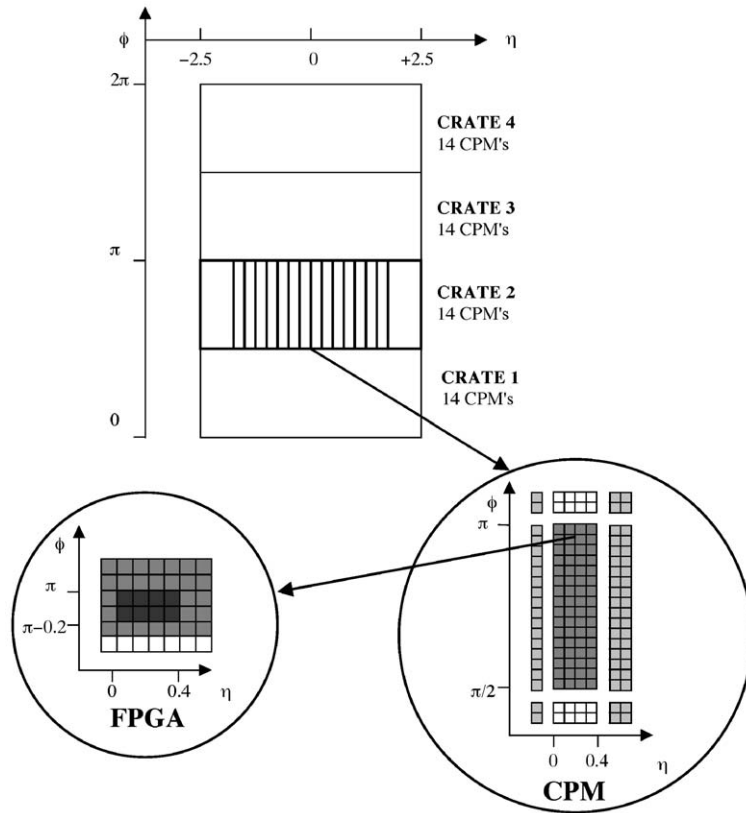 ϕ
η
−2.5
0
+2.5
2π
CRATE 4
14 CPM's
CRATE 3
14 CPM's
π
CRATE 2
14 CPM's
CRATE 1
14 CPM's
0
ϕ
π
π−0.2
0
0.4
η
FPGA
ϕ
π
π/2
0
0.4
η
CPM